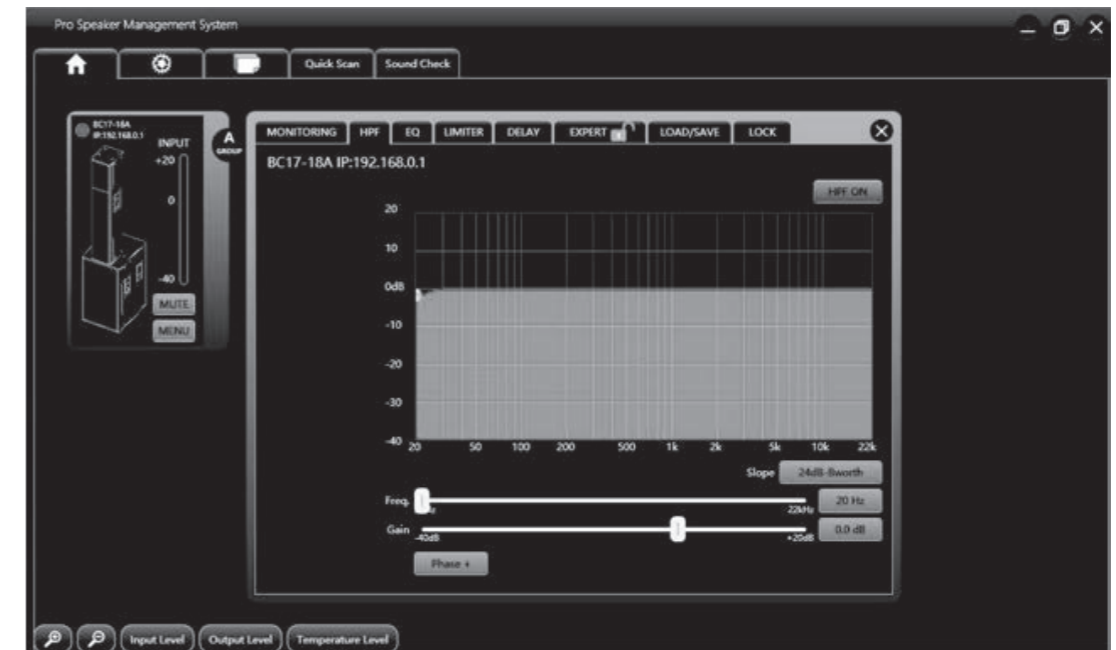 Pro Speaker Management System
Quick Scan Sound Check
BC17-18A
IP:192.168.0.1
INPUT
+20
0
-40
MUTE
MENU
A
GROUP
MONITORING HPF EQ LIMITER DELAY EXPERT LOAD/SAVE LOCK
BC17-18A IP:192.168.0.1
HPF ON
20
10
0dB
-10
-20
-30
-40
20 50 100 200 500 1k 2k 5k 10k 22k
Slope 24dB-Bworth
Freq. 22kHz 20 Hz
Gain -40dB +20dB 0.0 dB
Phase +
Input Level Output Level Temperature Level